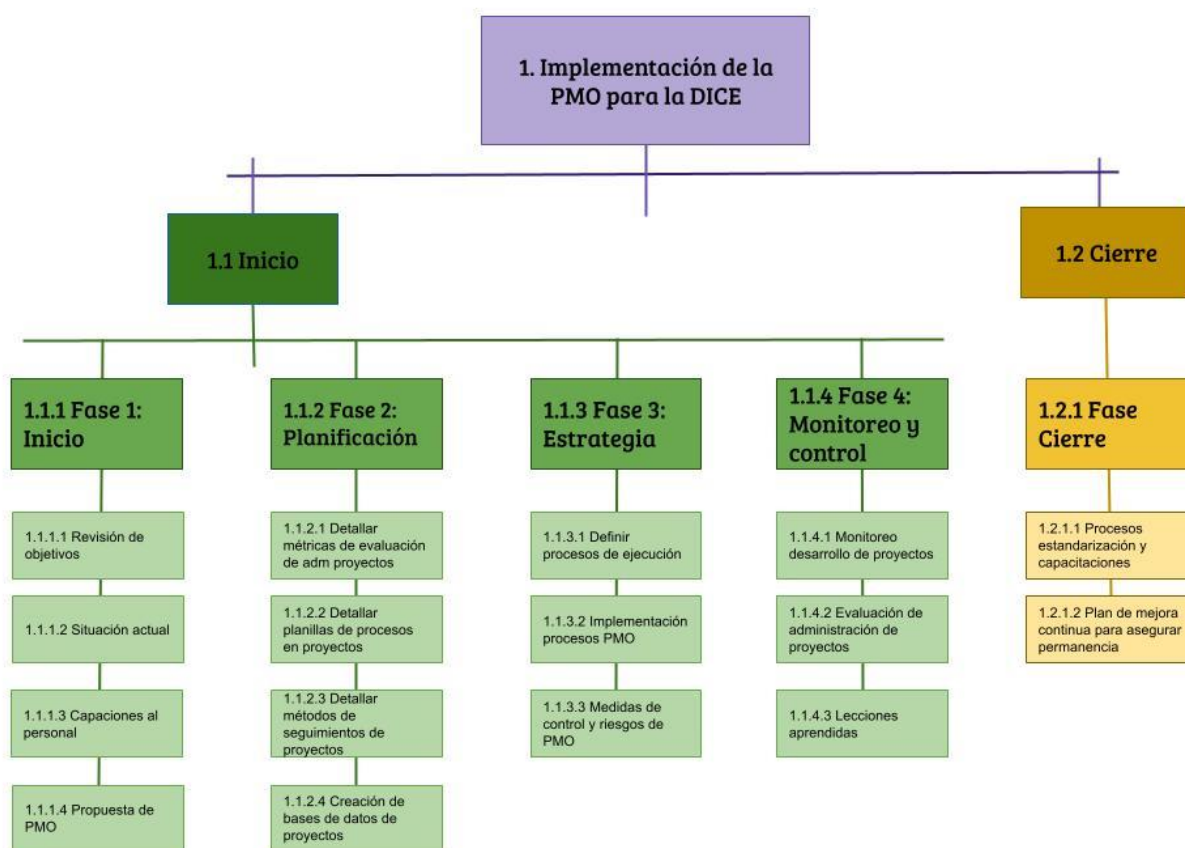 1. Implementación de la
PMO para la DICE
1.1 Inicio
1.2 Cierre
1.1.1 Fase 1:
Inicio
1.1.2 Fase 2:
Planificación
1.1.3 Fase 3:
Estrategia
1.1.4 Fase 4:
Monitoreo y
control
1.2.1 Fase
Cierre
1.1.1.1 Revisión de
objetivos
1.1.1.2 Situación actual
1.1.1.3 Capaciones al
personal
1.1.1.4 Propuesta de
PMO
1.1.2.1 Detallar
métricas de evaluación
de adm proyectos
1.1.2.2 Detallar
planillas de procesos
en proyectos
1.1.2.3 Detallar
métodos de
seguimientos de
proyectos
1.1.2.4 Creación de
bases de datos de
proyectos
1.1.3.1 Definir
procesos de ejecución
1.1.3.2 Implementación
procesos PMO
1.1.3.3 Medidas de
control y riesgos de
PMO
1.1.4.1 Monitoreo
desarrollo de proyectos
1.1.4.2 Evaluación de
administración de
proyectos
1.1.4.3 Lecciones
aprendidas
1.2.1.1 Procesos
estandarización y
capacitaciones
1.2.1.2 Plan de mejora
continua para asegurar
permanencia